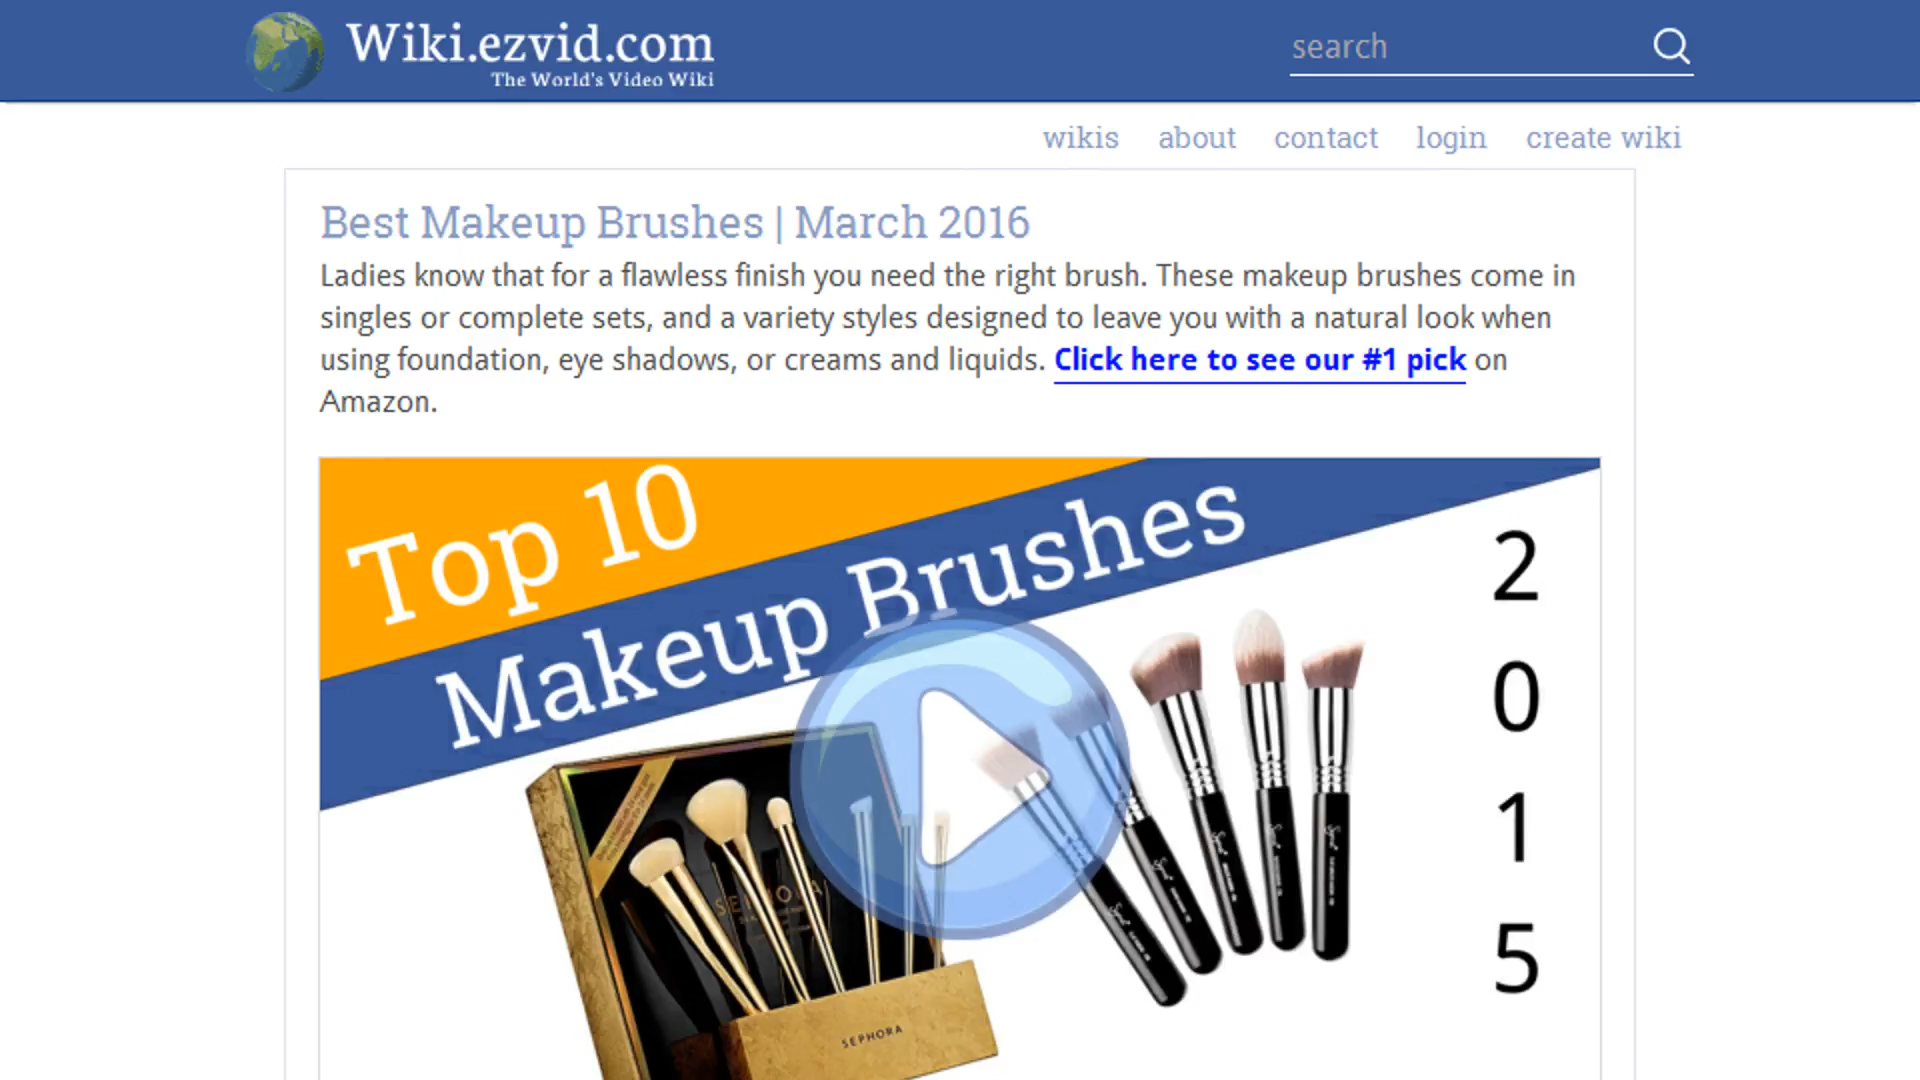 Wiki.ezvid.com
The World's Video Wiki
search
wikis about contact login create wiki
Best Makeup Brushes | March 2016
Ladies know that for a flawless finish you need the right brush. These makeup brushes come in
singles or complete sets, and a variety styles designed to leave you with a natural look when
using foundation, eye shadows, or creams and liquids. Click here to see our #1 pick on
Amazon.
Top 10
Makeup Brushes
2
0
1
5
SEPHORA
SEPHORA